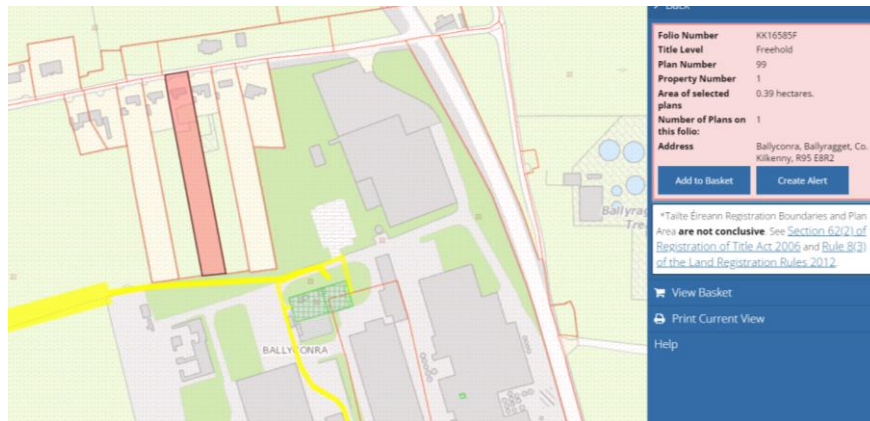 Back
Folio Number KK16585F
Title Level Freehold
Plan Number 99
Property Number 1
Area of selected plans 0.39 hectares.
Number of Plans on this folio: 1
Address Ballyconra, Ballyragget, Co. Kilkenny, R95 E8R2
Add to Basket Create Alert
*Tailte Éireann Registration Boundaries and Plan
Area are not conclusive. See Section 62(2) of
Registration of Title Act 2006 and Rule 8(3)
of the Land Registration Rules 2012.
View Basket
Print Current View
Help
Ballyrag
Tre
BALLYCONRA